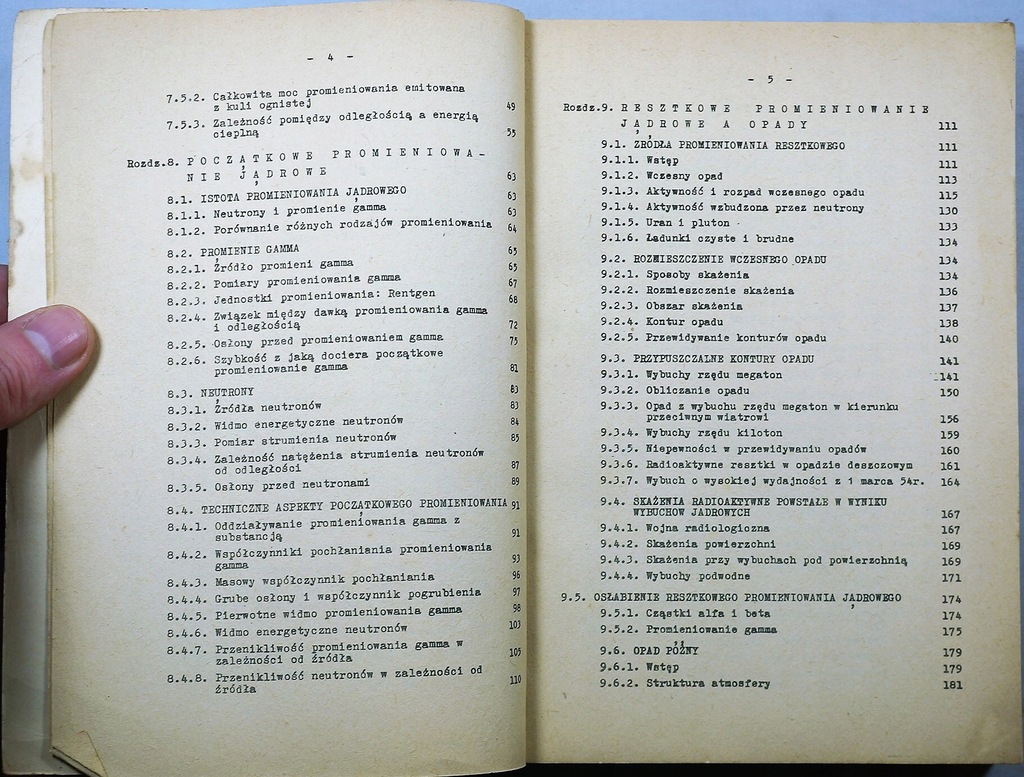 - 4 -
7.5.2. Całkowita moc promieniowania emitowana
z kuli ognistej 49
7.5.3. Zależność pomiędzy odległością a energią
cieplną 55
Rozdz.8. POCZĄTKOWE PROMIENIOWA-
NIE JĄDROWE 63
8.1. ISTOTA PROMIENIOWANIA JĄDROWEGO 63
8.1.1. Neutrony i promienie gamma 63
8.1.2. Porównanie różnych rodzajów promieniowania 64
8.2. PROMIENIE GAMMA 65
8.2.1. Źródło promieni gamma 65
8.2.2. Pomiary promieniowania gamma 67
8.2.3. Jednostki promieniowania: Rentgen 68
8.2.4. Związek między dawką promieniowania gamma
i odległością 72
8.2.5. Osłony przed promieniowaniem gamma 75
8.2.6. Szybkość z jaką dociera początkowe
promieniowanie gamma 81
8.3. NEUTRONY 83
8.3.1. Źródła neutronów 83
8.3.2. Widmo energetyczne neutronów 84
8.3.3. Pomiar strumienia neutronów 85
8.3.4. Zależność natężenia strumienia neutronów
od odległości 87
8.3.5. Osłony przed neutronami 89
8.4. TECHNICZNE ASPEKTY POCZĄTKOWEGO PROMIENIOWANIA 91
8.4.1. Oddziaływanie promieniowania gamma z
substancją 91
8.4.2. Współczynniki pochłaniania promieniowania
gamma 93
8.4.3. Masowy współczynnik pochłaniania 96
8.4.4. Grube osłony i współczynnik pogrubienia 97
8.4.5. Pierwotne widmo promieniowania gamma 98
8.4.6. Widmo energetyczne neutronów 103
8.4.7. Przenikliwość promieniowania gamma w
zależności od źródła 105
8.4.8. Przenikliwość neutronów w zależności od
źródła 110
- 5 -
Rozdz.9. RESZTKOWE PROMIENIOWANIE
JĄDROWE A OPADY 111
9.1. ŹRÓDŁA PROMIENIOWANIA RESZTKOWEGO 111
9.1.1. Wstęp 111
9.1.2. Wczesny opad 113
9.1.3. Aktywność i rozpad wczesnego opadu 115
9.1.4. Aktywność wzbudzona przez neutrony 130
9.1.5. Uran i pluton 133
9.1.6. Ładunki czyste i brudne 134
9.2. ROZMIESZCZENIE WCZESNEGO OPADU 134
9.2.1. Sposoby skażenia 134
9.2.2. Rozmieszczenie skażenia 136
9.2.3. Obszar skażenia 137
9.2.4. Kontur opadu 138
9.2.5. Przewidywanie konturów opadu 140
9.3. PRZYPUSZCZALNE KONTURY OPADU 141
9.3.1. Wybuchy rzędu megaton 141
9.3.2. Obliczanie opadu 150
9.3.3. Opad z wybuchu rzędu megaton w kierunku
przeciwnym wiatrowi 156
9.3.4. Wybuchy rzędu kiloton 159
9.3.5. Niepewności w przewidywaniu opadów 160
9.3.6. Radioaktywne resztki w opadzie deszczowym 161
9.3.7. Wybuch o wysokiej wydajności z 1 marca 54r. 164
9.4. SKAŻENIA RADIOAKTYWNE POWSTAŁE W WYNIKU
WYBUCHÓW JĄDROWYCH 167
9.4.1. Wojna radiologiczna 167
9.4.2. Skażenia powierzchni 169
9.4.3. Skażenia przy wybuchach pod powierzchnią 169
9.4.4. Wybuchy podwodne 171
9.5. OSŁABIENIE RESZTKOWEGO PROMIENIOWANIA JĄDROWEGO 174
9.5.1. Cząstki alfa i beta 174
9.5.2. Promieniowanie gamma 175
9.6. OPAD PÓŹNY 179
9.6.1. Wstęp 179
9.6.2. Struktura atmosfery 181